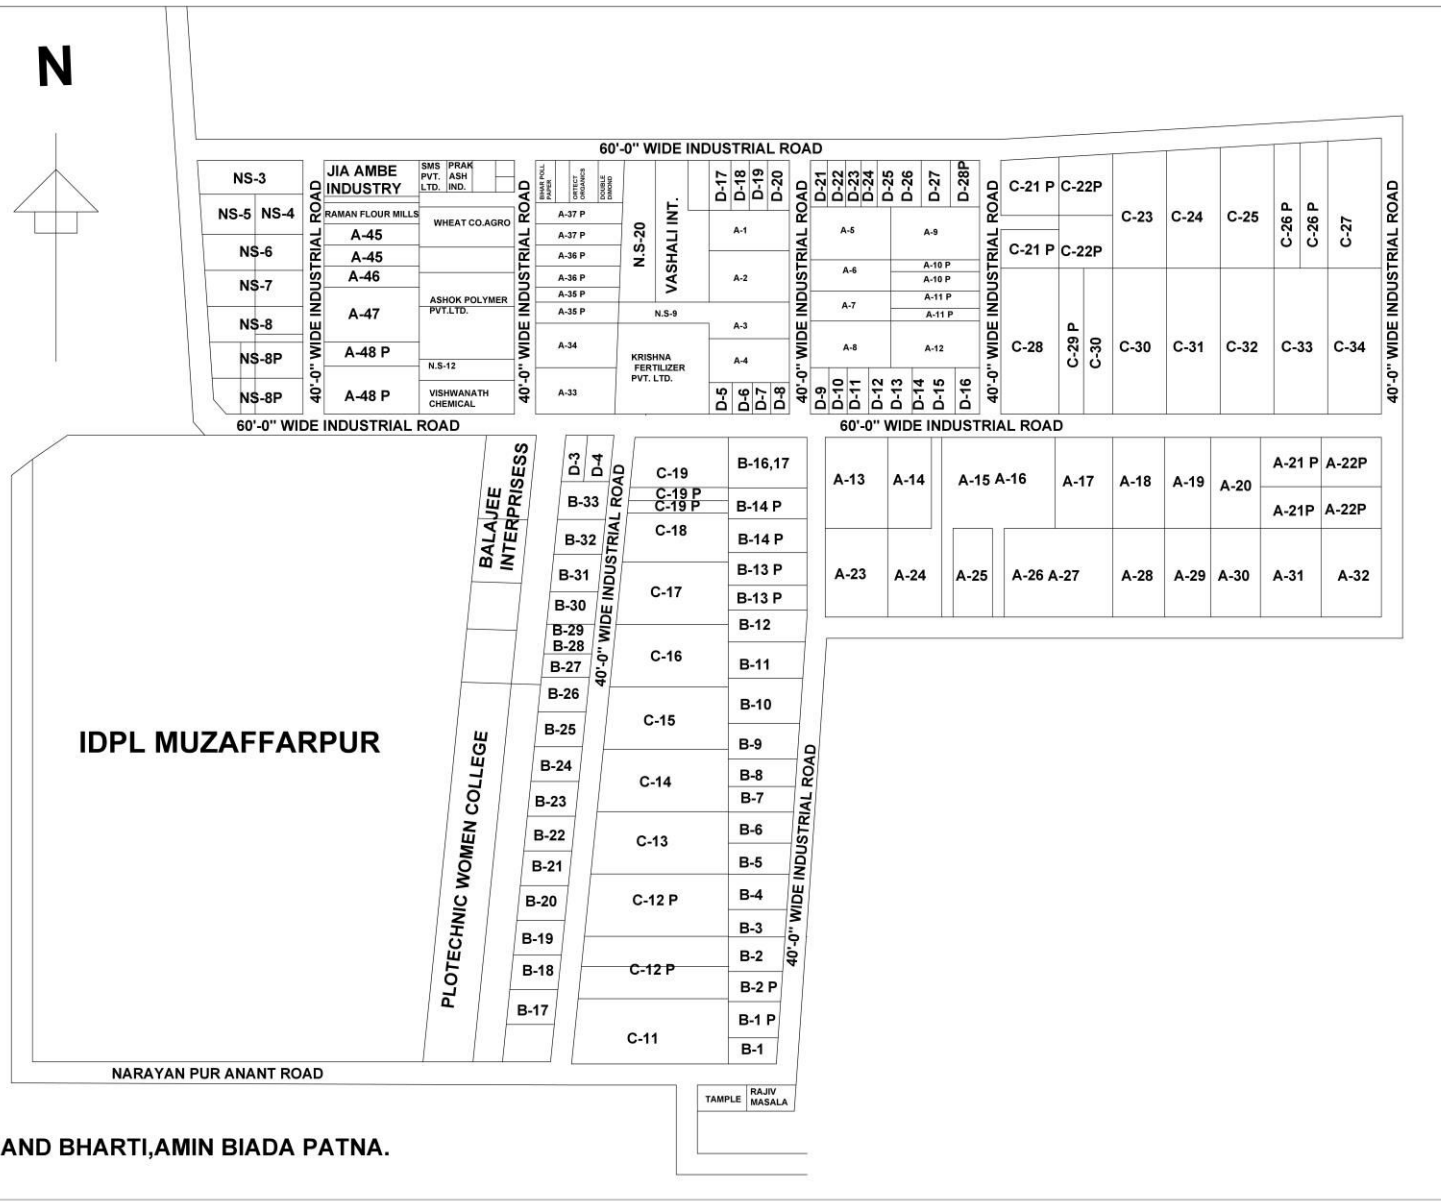 N
60'-0" WIDE INDUSTRIAL ROAD
NS-3
NS-5
NS-4
NS-6
NS-7
NS-8
NS-8P
NS-8P
40'-0" WIDE INDUSTRIAL ROAD
JIA AMBE
INDUSTRY
RAMAN FLOUR MILLS
A-45
A-45
A-46
A-47
A-48 P
A-48 P
SMS
PVT.
LTD.
PRAK
ASH
IND.
WHEAT CO.AGRO
ASHOK POLYMER
PVT.LTD.
N.S-12
VISHWANATH
CHEMICAL
40'-0" WIDE INDUSTRIAL ROAD
BIHAR POLL
PAPER
ORTECT
ORGANICS
DOUBLE
DIMOND
A-37 P
A-37 P
A-36 P
A-36 P
A-35 P
A-35 P
A-34
A-33
N.S-20
VASHALI INT.
N.S-9
KRISHNA
FERTILIZER
PVT. LTD.
D-17
D-18
D-19
D-20
A-1
A-2
A-3
A-4
D-5
D-6
D-7
D-8
40'-0" WIDE INDUSTRIAL ROAD
D-21
D-22
D-23
D-24
D-25
D-26
D-27
D-28P
A-5
A-9
A-6
A-10 P
A-10 P
A-7
A-11 P
A-11 P
A-8
A-12
D-9
D-10
D-11
D-12
D-13
D-14
D-15
D-16
40'-0" WIDE INDUSTRIAL ROAD
C-21 P
C-22P
C-21 P
C-22P
C-23
C-24
C-25
C-26 P
C-26 P
C-27
C-28
C-29 P
C-30
C-30
C-31
C-32
C-33
C-34
40'-0" WIDE INDUSTRIAL ROAD
60'-0" WIDE INDUSTRIAL ROAD
60'-0" WIDE INDUSTRIAL ROAD
IDPL MUZAFFARPUR
BALAJEE
INTERPRISESS
PLOTECHNIC WOMEN COLLEGE
D-3
D-4
B-33
B-32
B-31
B-30
B-29
B-28
B-27
B-26
B-25
B-24
B-23
B-22
B-21
B-20
B-19
B-18
B-17
40'-0" WIDE INDUSTRIAL ROAD
C-19
C-19 P
C-19 P
C-18
C-17
C-16
C-15
C-14
C-13
C-12 P
C-12 P
C-11
B-16,17
B-14 P
B-14 P
B-13 P
B-13 P
B-12
B-11
B-10
B-9
B-8
B-7
B-6
B-5
B-4
B-3
B-2
B-2 P
B-1 P
B-1
40'-0" WIDE INDUSTRIAL ROAD
A-13
A-14
A-15 A-16
A-17
A-18
A-19
A-20
A-21 P
A-22P
A-21P
A-22P
A-23
A-24
A-25
A-26 A-27
A-28
A-29
A-30
A-31
A-32
NARAYAN PUR ANANT ROAD
TAMPLE
RAJIV
MASALA
AND BHARTI,AMIN BIADA PATNA.